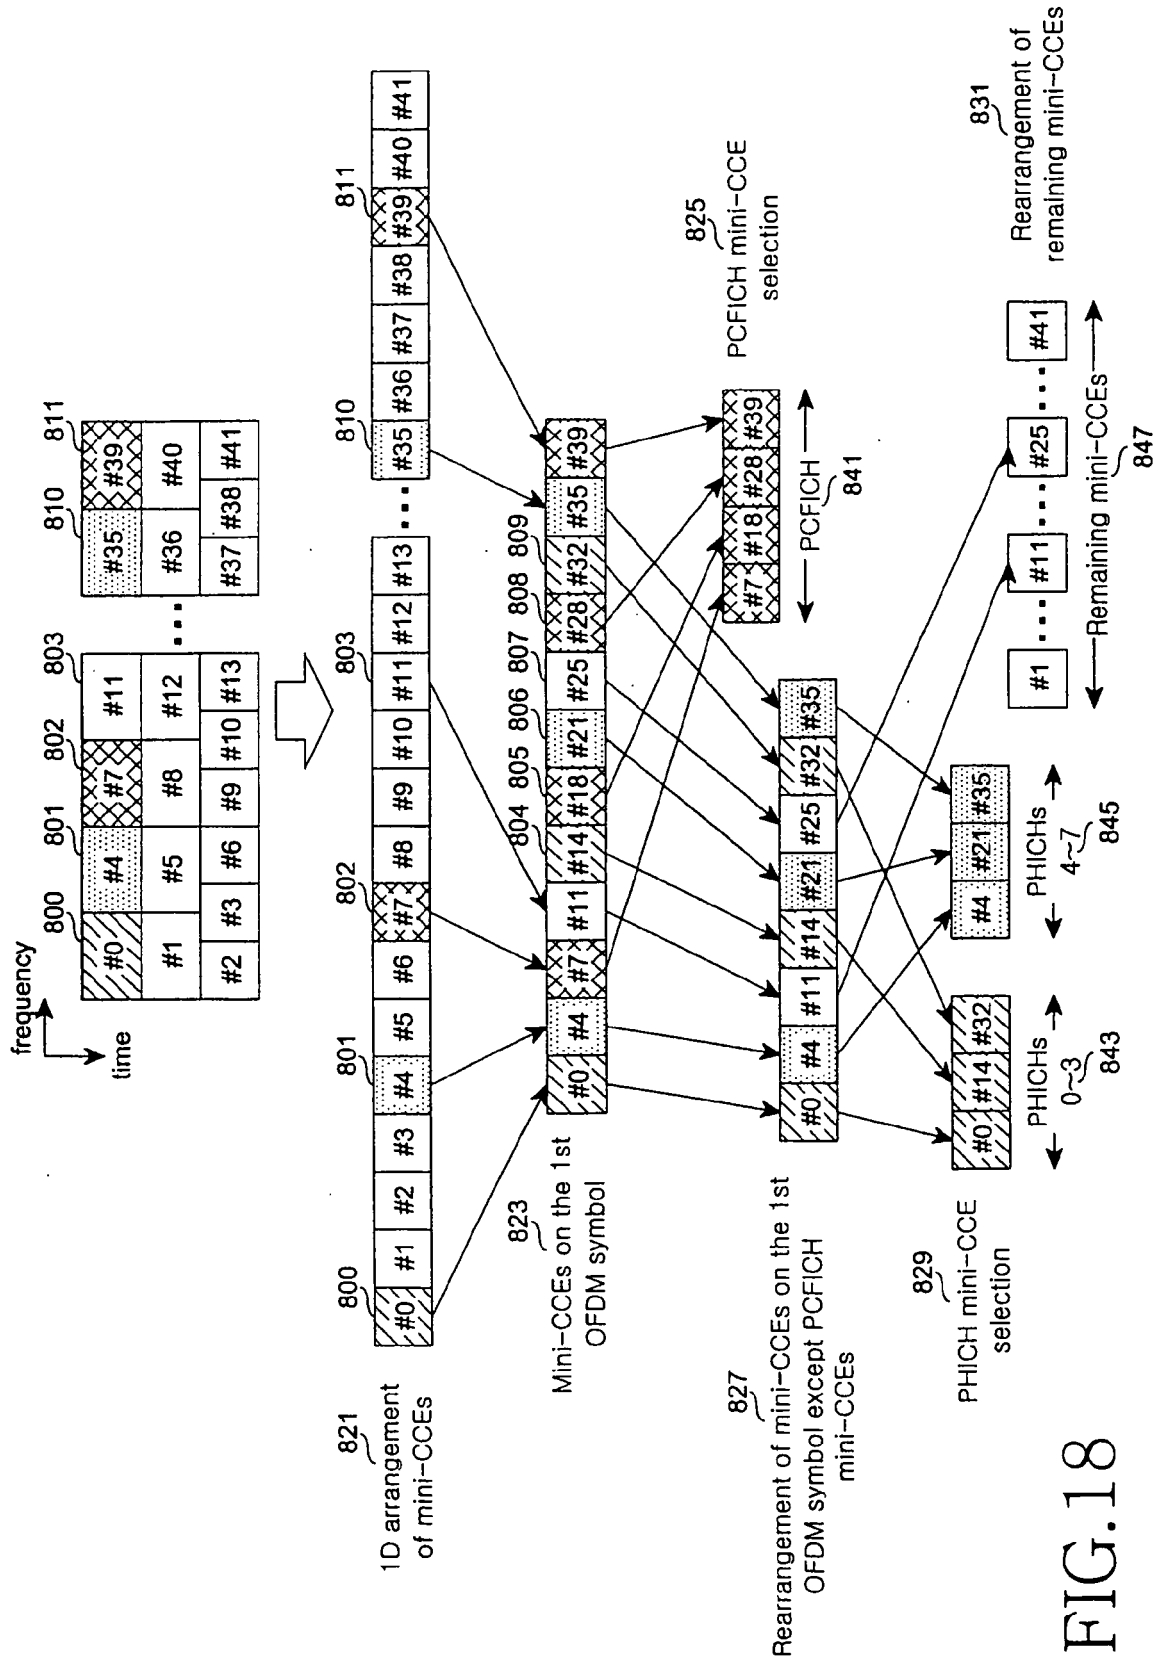 frequency
time
800 801 802 803 810 811
#0 #4 #7 #11 #35 #39
#1 #5 #8 #12 ... #36 #40
#2 #3 #6 #9 #10 #13 #37 #38 #41
821
1D arrangement
of mini-CCEs
800 801 802 803 810 811
#0 #1 #2 #3 #4 #5 #6 #7 #8 #9 #10 #11 #12 #13 ... #35 #36 #37 #38 #39 #40 #41
823
Mini-CCEs on the 1st
OFDM symbol
804 805 806 807 808 809
#0 #4 #7 #11 #14 #18 #21 #25 #28 #32 #35 #39
825
PCFICH mini-CCE
selection
#7 #18 #28 #39
PCFICH
841
827
Rearrangement of mini-CCEs on the 1st
OFDM symbol except PCFICH
mini-CCEs
#0 #4 #11 #14 #21 #25 #32 #35
829
PHICH mini-CCE
selection
#0 #14 #32
PHICHs
0~3
843
#4 #21 #35
PHICHs
4~7
845
831
Rearrangement of
remaining mini-CCEs
#1 .... #11 .... #25 .... #41
Remaining mini-CCEs
847
FIG.18